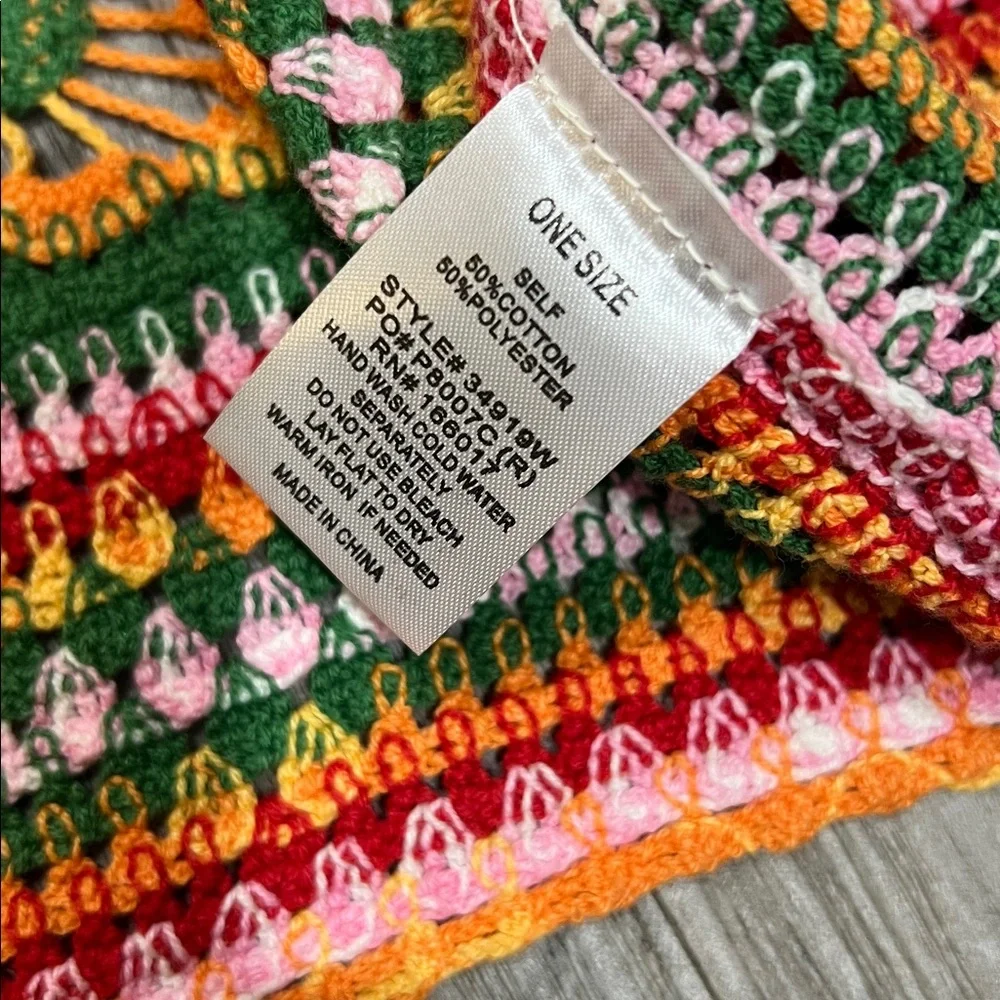 ONE SIZE
SELF
50%COTTON
50%POLYESTER
STYLE# 34919W
PO# P8007C (R)
RN# 166017
HAND WASH COLD WATER
SEPARATELY
DO NOT USE BLEACH
LAY FLAT TO DRY
WARM IRON IF NEEDED
MADE IN CHINA